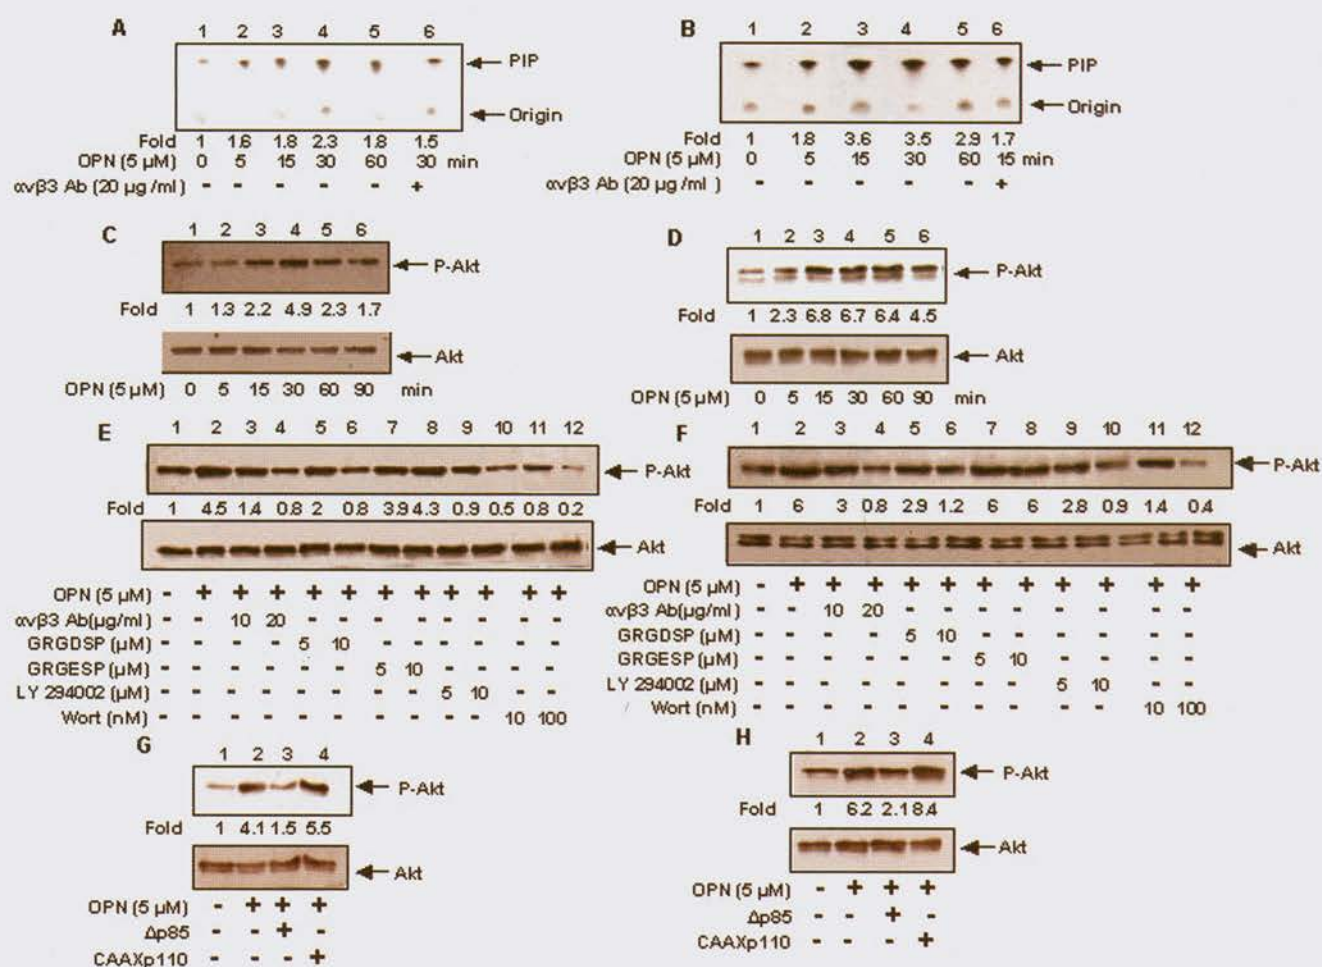 A 1 2 3 4 5 6
PIP
Origin
Fold 1 1.6 1.8 2.3 1.8 1.5
OPN (5 µM) 0 5 15 30 60 30 min
αvβ3 Ab (20 µg /ml) - - - - - +
B 1 2 3 4 5 6
PIP
Origin
Fold 1 1.8 3.6 3.5 2.9 1.7
OPN (5 µM) 0 5 15 30 60 15 min
αvβ3 Ab (20 µg /ml ) - - - - - +
C 1 2 3 4 5 6
P-Akt
Fold 1 1.3 2.2 4.9 2.3 1.7
Akt
OPN (5 µM) 0 5 15 30 60 90 min
D 1 2 3 4 5 6
P-Akt
Fold 1 2.3 6.8 6.7 6.4 4.5
Akt
OPN (5 µM) 0 5 15 30 60 90 min
E 1 2 3 4 5 6 7 8 9 10 11 12
P-Akt
Fold 1 4.5 1.4 0.8 2 0.8 3.9 4.3 0.9 0.5 0.8 0.2
Akt
OPN (5 µM) - + + + + + + + + + + +
αvβ3 Ab(µg/ml) - - 10 20 - - - - - - - -
GRGDSP (µM) - - - - 5 10 - - - - - -
GRGESP (µM) - - - - - - 5 10 - - - -
LY 294002 (µM) - - - - - - - - 5 10 - -
Wort (nM) - - - - - - - - - - 10 100
F 1 2 3 4 5 6 7 8 9 10 11 12
P-Akt
Fold 1 6 3 0.8 2.9 1.2 6 6 2.8 0.9 1.4 0.4
Akt
OPN (5 µM) - + + + + + + + + + + +
αvβ3 Ab(µg/ml) - - 10 20 - - - - - - - -
GRGDSP (µM) - - - - 5 10 - - - - - -
GRGESP (µM) - - - - - - 5 10 - - - -
LY 294002 (µM) - - - - - - - - 5 10 - -
Wort (nM) - - - - - - - - - - 10 100
G 1 2 3 4
P-Akt
Fold 1 4.1 1.5 5.5
Akt
OPN (5 µM) - + + +
Δp85 - - + -
CAAXp110 - - - +
H 1 2 3 4
P-Akt
Fold 1 6.2 2.1 8.4
Akt
OPN (5 µM) - + + +
Δp85 - - + -
CAAXp110 - - - +